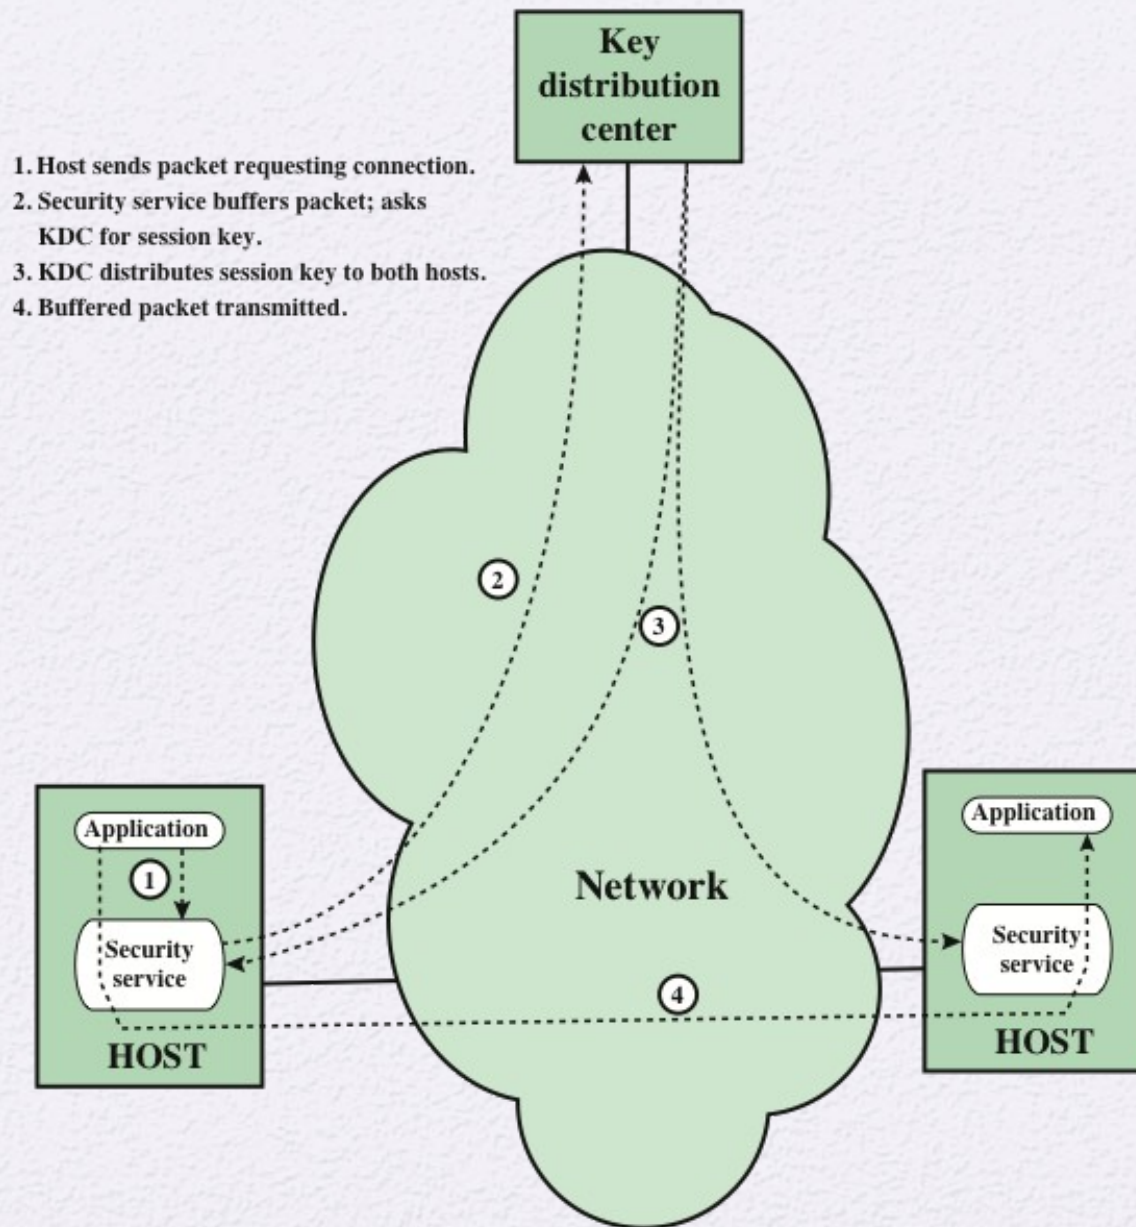 Key
distribution
center
1. Host sends packet requesting connection.
2. Security service buffers packet; asks
KDC for session key.
3. KDC distributes session key to both hosts.
4. Buffered packet transmitted.
2
3
Application
1
Security
service
HOST
Network
4
Application
Security
service
HOST